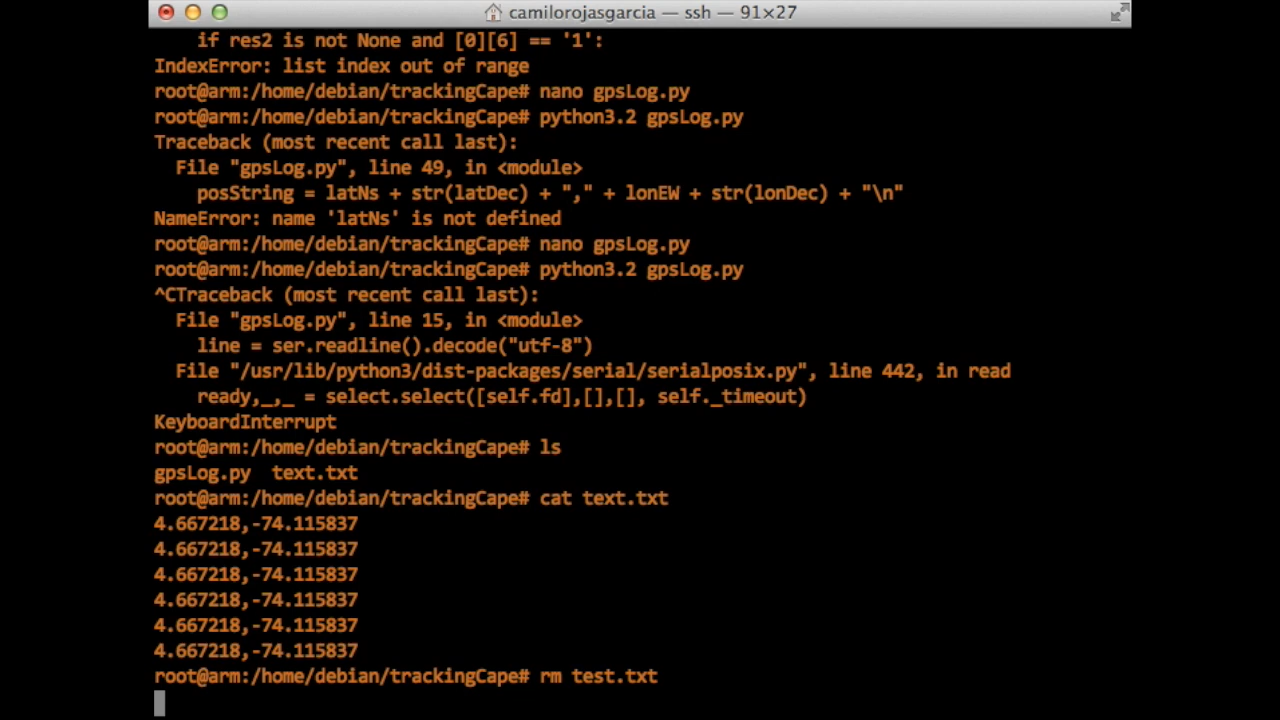 camilorojasgarcia — ssh — 91×27
if res2 is not None and [0][6] == '1':
IndexError: list index out of range
root@arm:/home/debian/trackingCape# nano gpsLog.py
root@arm:/home/debian/trackingCape# python3.2 gpsLog.py
Traceback (most recent call last):
File "gpsLog.py", line 49, in <module>
posString = latNs + str(latDec) + "," + lonEW + str(lonDec) + "\n"
NameError: name 'latNs' is not defined
root@arm:/home/debian/trackingCape# nano gpsLog.py
root@arm:/home/debian/trackingCape# python3.2 gpsLog.py
^CTraceback (most recent call last):
File "gpsLog.py", line 15, in <module>
line = ser.readline().decode("utf-8")
File "/usr/lib/python3/dist-packages/serial/serialposix.py", line 442, in read
ready,_,_ = select.select([self.fd],[],[], self._timeout)
KeyboardInterrupt
root@arm:/home/debian/trackingCape# ls
gpsLog.py  text.txt
root@arm:/home/debian/trackingCape# cat text.txt
4.667218,-74.115837
4.667218,-74.115837
4.667218,-74.115837
4.667218,-74.115837
4.667218,-74.115837
4.667218,-74.115837
root@arm:/home/debian/trackingCape# rm test.txt